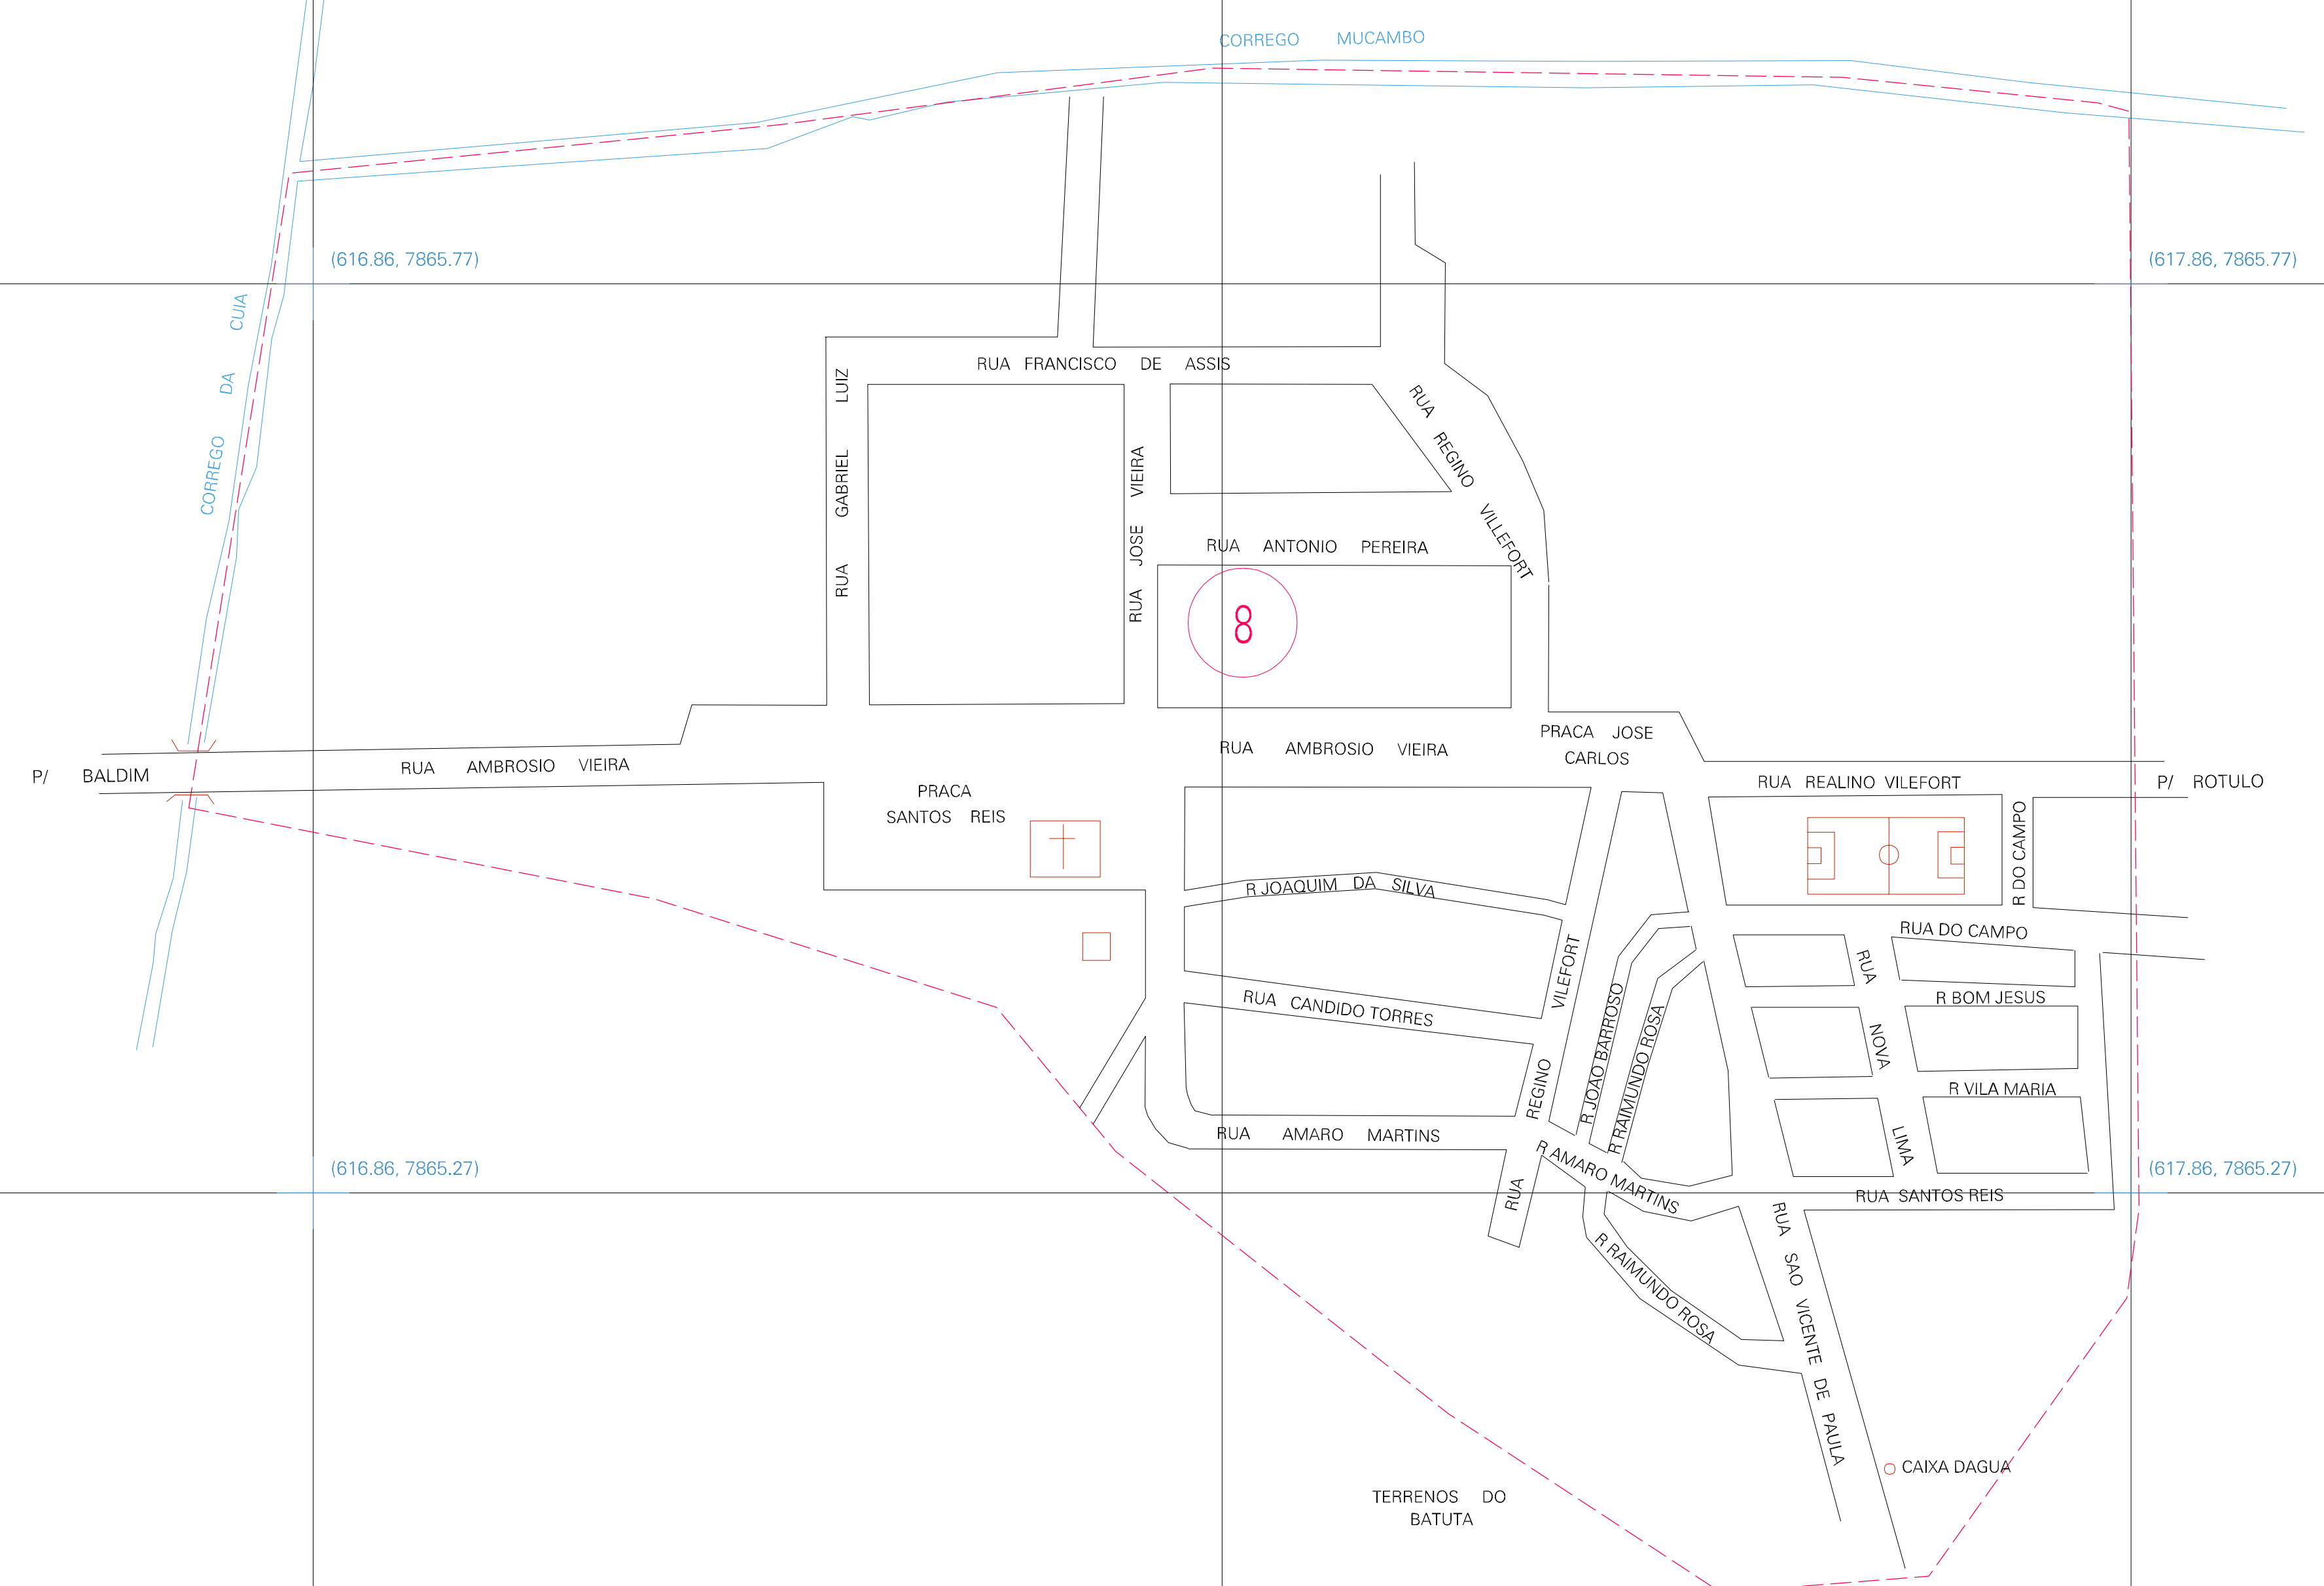 CORREGO MUCAMBO
(616.86, 7865.77)
(617.86, 7865.77)
CORREGO DA CUIA
RUA FRANCISCO DE ASSIS
RUA GABRIEL LUIZ
RUA JOSE VIEIRA
RUA REGINO VILLEFORT
RUA ANTONIO PEREIRA
8
RUA AMBROSIO VIEIRA
PRACA JOSE
CARLOS
P/ BALDIM
RUA AMBROSIO VIEIRA
PRACA
SANTOS REIS
RUA REALINO VILEFORT
P/ ROTULO
R DO CAMPO
R JOAQUIM DA SILVA
RUA DO CAMPO
RUA REGINO VILEFORT
RUA NOVA LIMA
R BOM JESUS
RUA CANDIDO TORRES
R JOAO BARROSO
R RAIMUNDO ROSA
R VILA MARIA
RUA AMARO MARTINS
R AMARO MARTINS
(616.86, 7865.27)
(617.86, 7865.27)
RUA SANTOS REIS
R RAIMUNDO ROSA
RUA SAO VICENTE DE PAULA
CAIXA DAGUA
TERRENOS DO
BATUTA